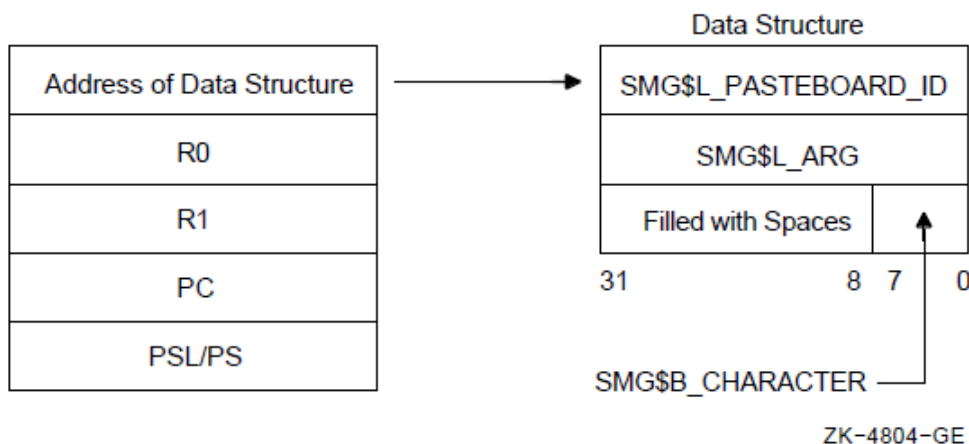 Data Structure
Address of Data Structure
SMG$L_PASTEBOARD_ID
R0
SMG$L_ARG
R1
Filled with Spaces
31 8 7 0
PC
PSL/PS
SMG$B_CHARACTER
ZK-4804-GE